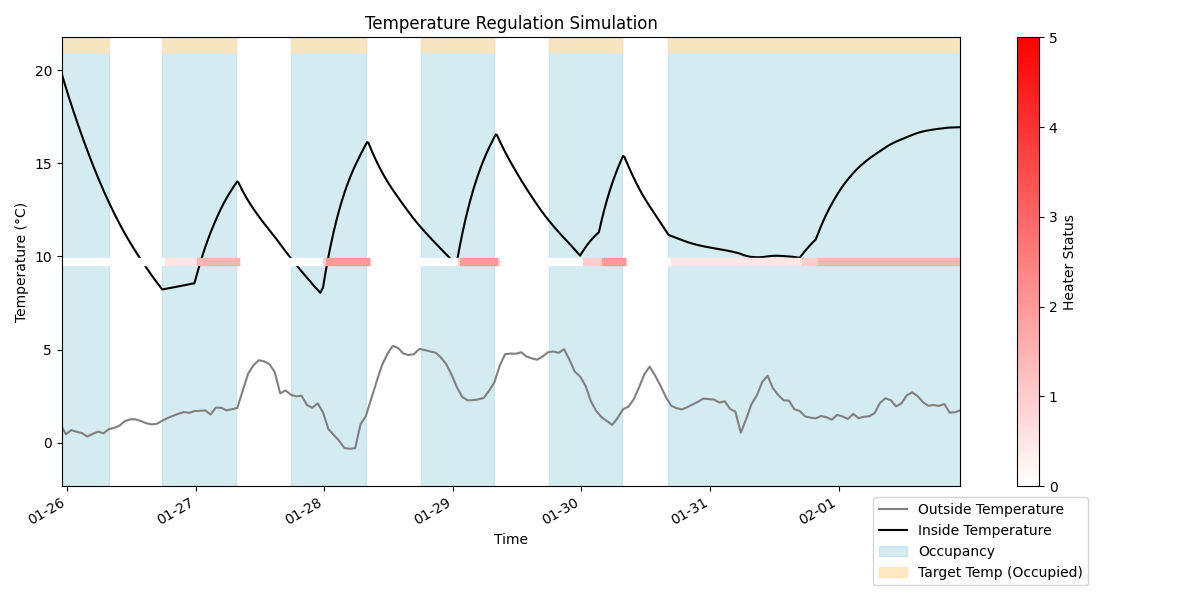 Temperature Regulation Simulation
Temperature (°C)
20
15
10
5
0
01-26
01-27
01-28
01-29
01-30
01-31
02-01
Time
5
4
3
2
1
0
Heater Status
Outside Temperature
Inside Temperature
Occupancy
Target Temp (Occupied)